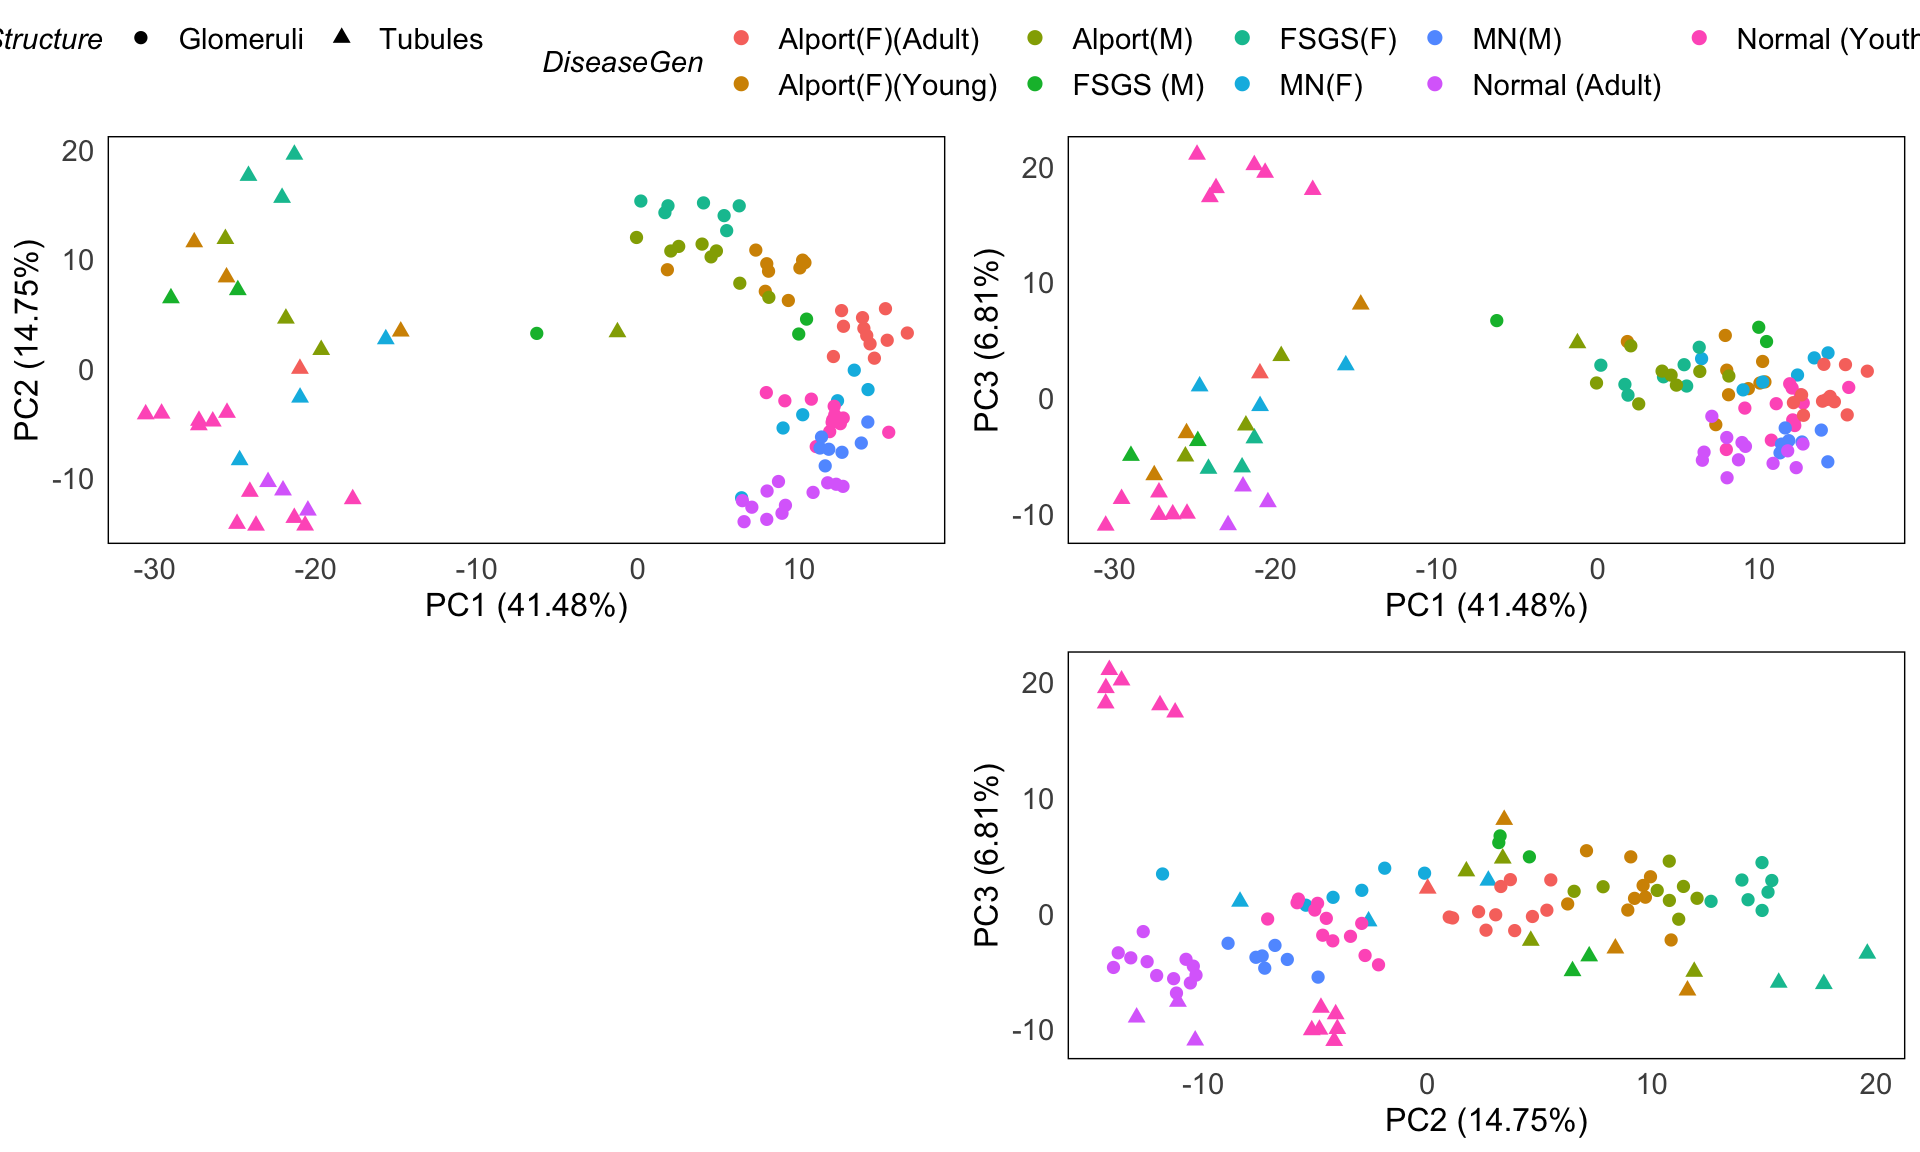 Structure Glomeruli Tubules
DiseaseGen
Alport(F)(Adult) Alport(M) FSGS(F) MN(M) Normal (Youth
Alport(F)(Young) FSGS (M) MN(F) Normal (Adult)
20
10
0
-10
PC2 (14.75%)
-30 -20 -10 0 10
PC1 (41.48%)
20
10
0
-10
PC3 (6.81%)
-30 -20 -10 0 10
PC1 (41.48%)
20
10
0
-10
PC3 (6.81%)
-10 0 10 20
PC2 (14.75%)